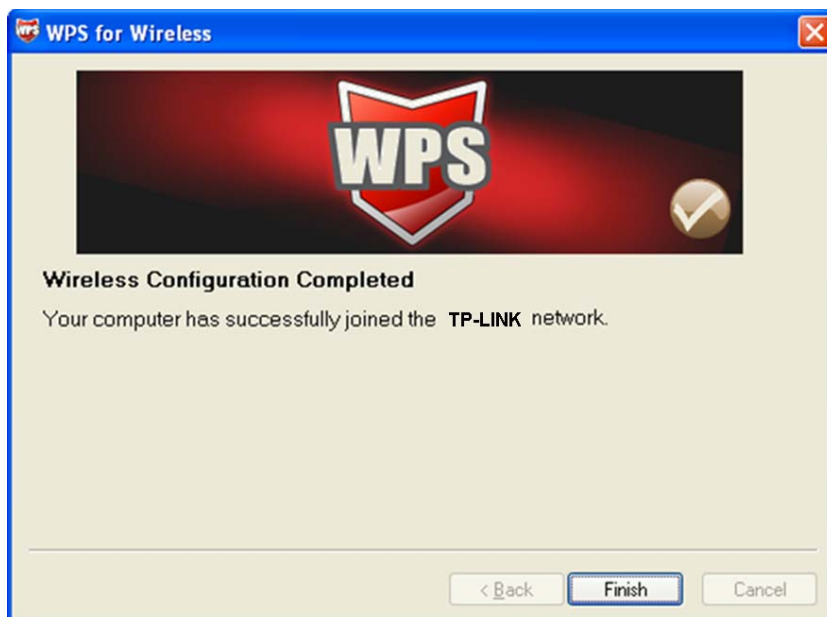 WPS for Wireless
WPS
Wireless Configuration Completed
Your computer has successfully joined the TP-LINK network.
< Back
Finish
Cancel